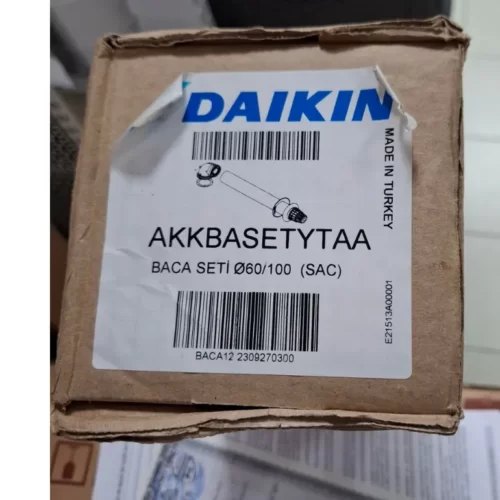 DAIKIN
AKKBASETYTAA
BACA SETİ Ø60/100 (SAC)
BACA12 2309270300
MADE IN TURKEY
E21513A00001